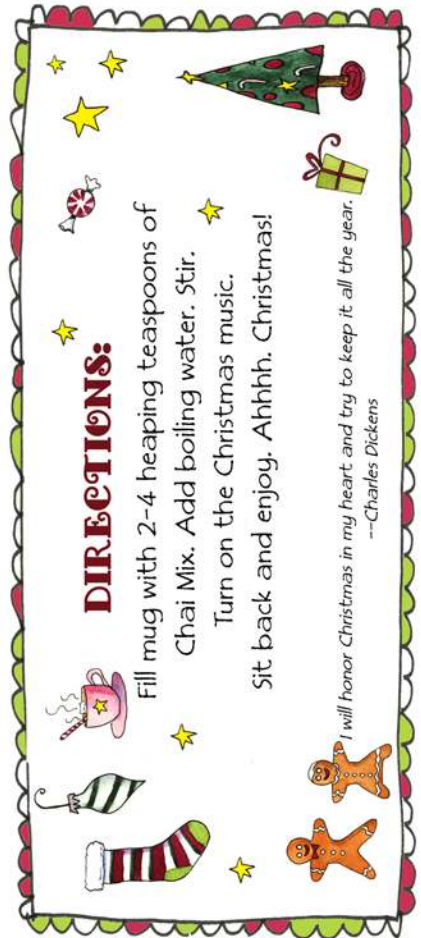 DIRECTIONS:
Fill mug with 2-4 heaping teaspoons of
Chai Mix. Add boiling water. Stir.
Turn on the Christmas music.
Sit back and enjoy. Ahhhh. Christmas!
I will honor Christmas in my heart and try to keep it all the year.
--Charles Dickens